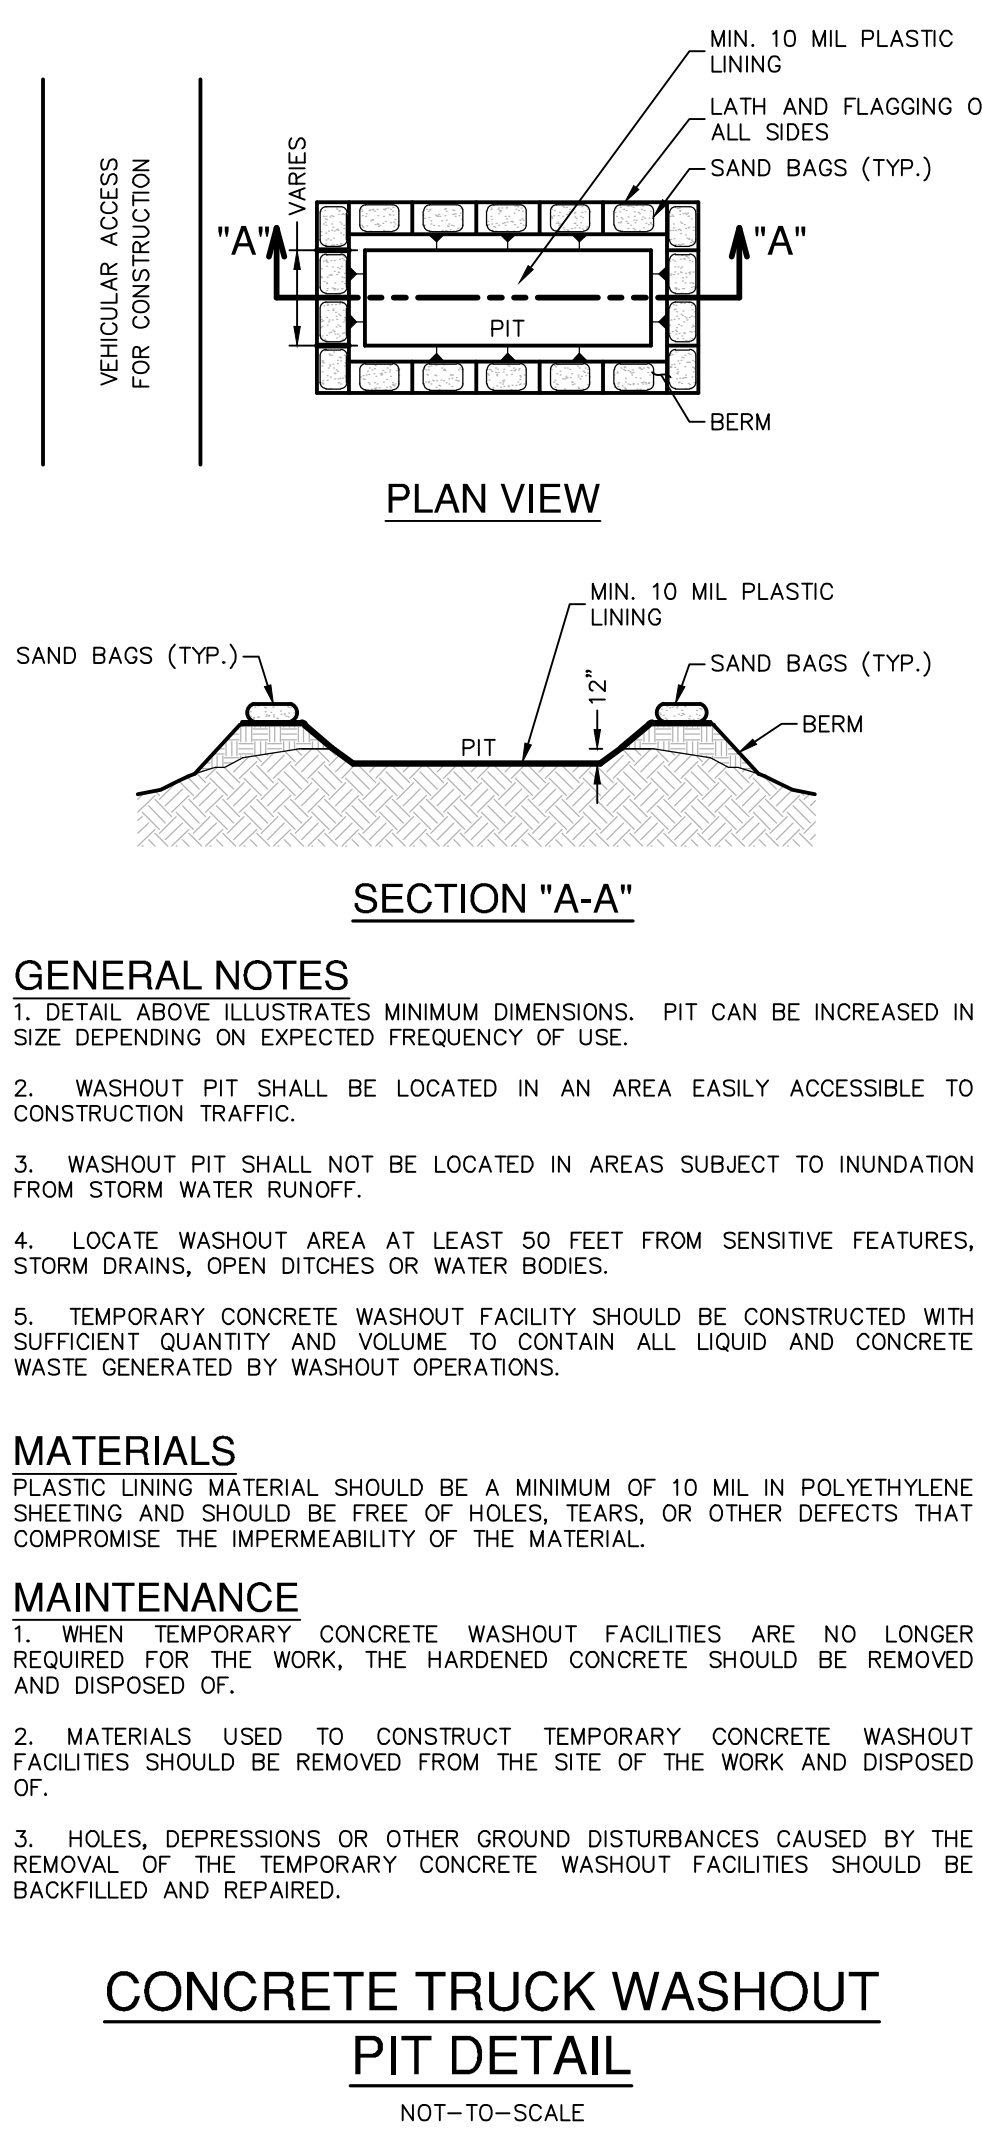 MIN. 10 MIL PLASTIC
LINING
LATH AND FLAGGING O
ALL SIDES
SAND BAGS (TYP.)
VARIES
VEHICULAR ACCESS
FOR CONSTRUCTION
"A"
"A"
PIT
BERM
PLAN VIEW
MIN. 10 MIL PLASTIC
LINING
SAND BAGS (TYP.)
SAND BAGS (TYP.)
12"
BERM
PIT
SECTION "A-A"
GENERAL NOTES
1. DETAIL ABOVE ILLUSTRATES MINIMUM DIMENSIONS. PIT CAN BE INCREASED IN
SIZE DEPENDING ON EXPECTED FREQUENCY OF USE.
2. WASHOUT PIT SHALL BE LOCATED IN AN AREA EASILY ACCESSIBLE TO
CONSTRUCTION TRAFFIC.
3. WASHOUT PIT SHALL NOT BE LOCATED IN AREAS SUBJECT TO INUNDATION
FROM STORM WATER RUNOFF.
4. LOCATE WASHOUT AREA AT LEAST 50 FEET FROM SENSITIVE FEATURES,
STORM DRAINS, OPEN DITCHES OR WATER BODIES.
5. TEMPORARY CONCRETE WASHOUT FACILITY SHOULD BE CONSTRUCTED WITH
SUFFICIENT QUANTITY AND VOLUME TO CONTAIN ALL LIQUID AND CONCRETE
WASTE GENERATED BY WASHOUT OPERATIONS.
MATERIALS
PLASTIC LINING MATERIAL SHOULD BE A MINIMUM OF 10 MIL IN POLYETHYLENE
SHEETING AND SHOULD BE FREE OF HOLES, TEARS, OR OTHER DEFECTS THAT
COMPROMISE THE IMPERMEABILITY OF THE MATERIAL.
MAINTENANCE
1. WHEN TEMPORARY CONCRETE WASHOUT FACILITIES ARE NO LONGER
REQUIRED FOR THE WORK, THE HARDENED CONCRETE SHOULD BE REMOVED
AND DISPOSED OF.
2. MATERIALS USED TO CONSTRUCT TEMPORARY CONCRETE WASHOUT
FACILITIES SHOULD BE REMOVED FROM THE SITE OF THE WORK AND DISPOSED
OF.
3. HOLES, DEPRESSIONS OR OTHER GROUND DISTURBANCES CAUSED BY THE
REMOVAL OF THE TEMPORARY CONCRETE WASHOUT FACILITIES SHOULD BE
BACKFILLED AND REPAIRED.
CONCRETE TRUCK WASHOUT
PIT DETAIL
NOT-TO-SCALE